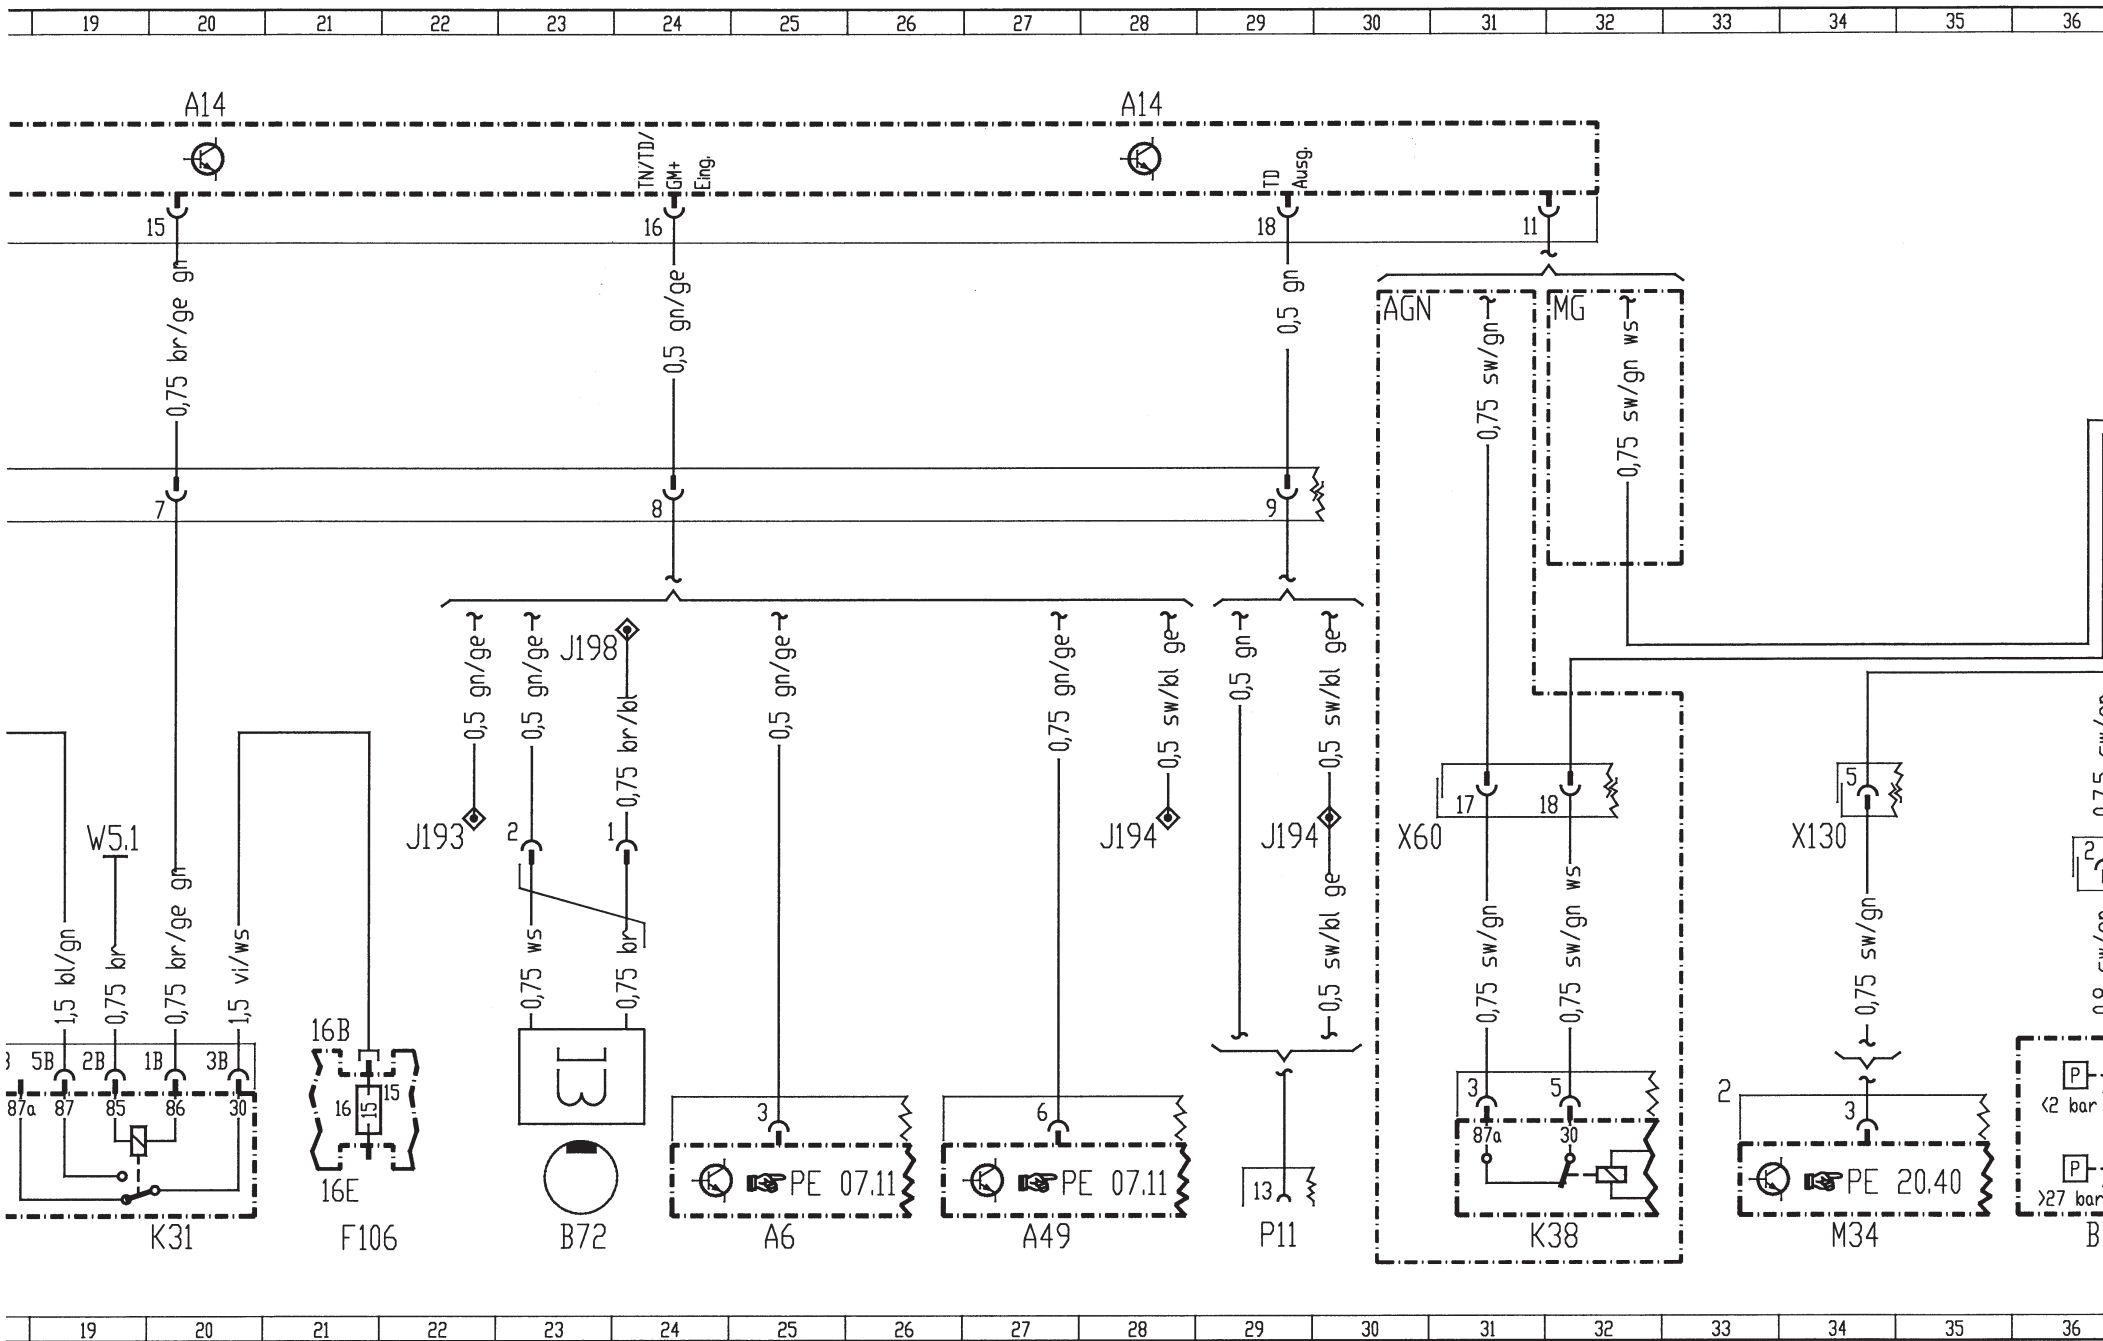 19 20 21 22 23 24 25 26 27 28 29 30 31 32 33 34 35 36
A14 A14
TN/TD/
GM+
Eing.
TD
Ausg.
15 16 18 11
0,75 br/ge gn
0,5 gn/ge
0,5 gn
AGN
0,75 sw/gn
MG
0,75 sw/gn ws
7 8 9
0,5 gn/ge
0,5 gn/ge
J198
0,75 br/bl
0,5 gn/ge
0,75 gn/ge
0,5 sw/bl ge
0,5 gn
0,5 sw/bl ge
J193
2 1
J194
J194
17 18
X60
5
X130
2
W5.1
1,5 bl/gn
0,75 br
0,75 br/ge gn
1,5 vi/ws
0,75 ws
0,75 br
0,5 sw/bl ge
0,75 sw/gn
0,75 sw/gn ws
0,75 sw/gn
16B
5B 2B 1B 3B
87a 87 85 86 30
15
16 15
16E
3
6
13
3 5
87a 30
2
3
P
<2 bar
P
>27 bar
PE 07.11
PE 07.11
PE 20.40
K31 F106 B72 A6 A49 P11 K38 M34 B
19 20 21 22 23 24 25 26 27 28 29 30 31 32 33 34 35 36